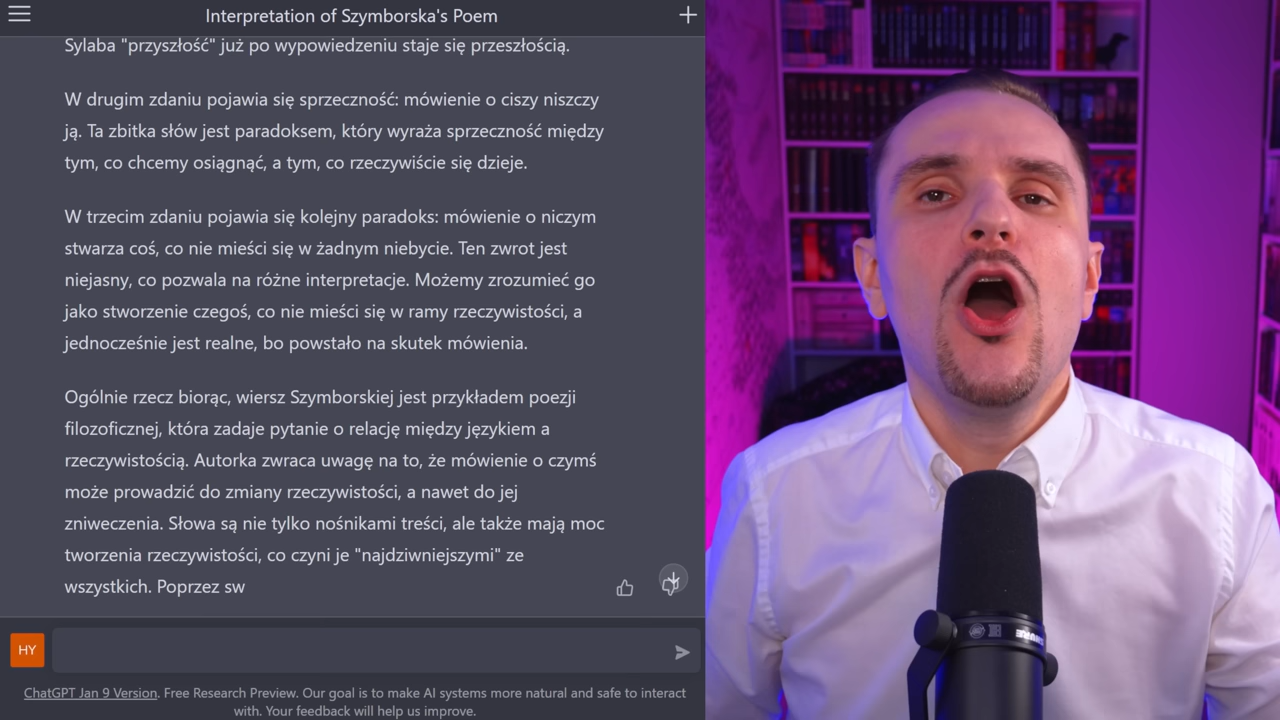 Interpretation of Szymborska's Poem
Sylaba "przyszłość" już po wypowiedzeniu staje się przeszłością.
W drugim zdaniu pojawia się sprzeczność: mówienie o ciszy niszczy
ją. Ta zbitka słów jest paradoksem, który wyraża sprzeczność między
tym, co chcemy osiągnąć, a tym, co rzeczywiście się dzieje.
W trzecim zdaniu pojawia się kolejny paradoks: mówienie o niczym
stwarza coś, co nie mieści się w żadnym niebycie. Ten zwrot jest
niejasny, co pozwala na różne interpretacje. Możemy zrozumieć go
jako stworzenie czegoś, co nie mieści się w ramy rzeczywistości, a
jednocześnie jest realne, bo powstało na skutek mówienia.
Ogólnie rzecz biorąc, wiersz Szymborskiej jest przykładem poezji
filozoficznej, która zadaje pytanie o relację między językiem a
rzeczywistością. Autorka zwraca uwagę na to, że mówienie o czymś
może prowadzić do zmiany rzeczywistości, a nawet do jej
zniweczenia. Słowa są nie tylko nośnikami treści, ale także mają moc
tworzenia rzeczywistości, co czyni je "najdziwniejszymi" ze
wszystkich. Poprzez sw
HY
ChatGPT Jan 9 Version. Free Research Preview. Our goal is to make AI systems more natural and safe to interact
with. Your feedback will help us improve.